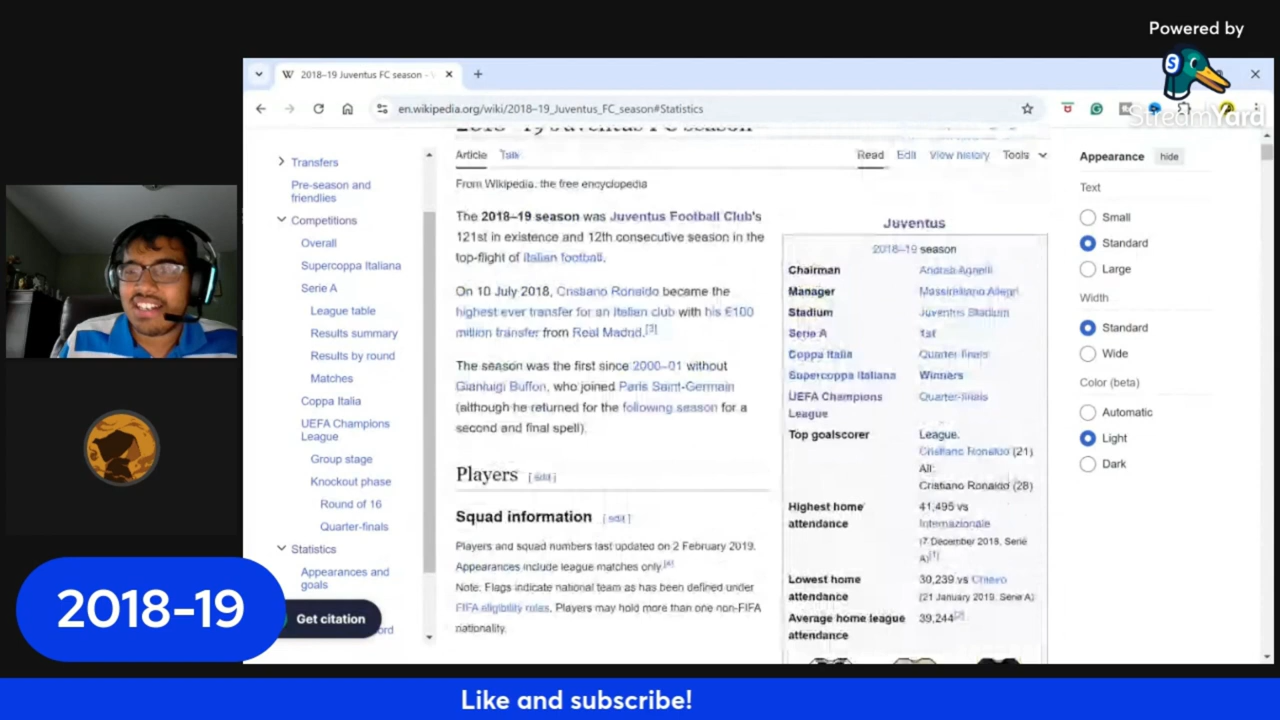 Powered by
StreamYard
2018–19 Juventus FC season -
en.wikipedia.org/wiki/2018–19_Juventus_FC_season#Statistics
2018–19 Juventus FC season
Article Talk
Read Edit View history Tools
From Wikipedia, the free encyclopedia
Transfers
Pre-season and
friendlies
Competitions
Overall
Supercoppa Italiana
Serie A
League table
Results summary
Results by round
Matches
Coppa Italia
UEFA Champions
League
Group stage
Knockout phase
Round of 16
Quarter-finals
Statistics
Appearances and
goals
ord
Get citation
The 2018–19 season was Juventus Football Club's
121st in existence and 12th consecutive season in the
top-flight of Italian football.
On 10 July 2018, Cristiano Ronaldo became the
highest ever transfer for an Italian club with his €100
million transfer from Real Madrid.[3]
The season was the first since 2000–01 without
Gianluigi Buffon, who joined Paris Saint-Germain
(although he returned for the following season for a
second and final spell).
Players [ edit ]
Squad information [ edit ]
Players and squad numbers last updated on 2 February 2019.
Appearances include league matches only.[4]
Note: Flags indicate national team as has been defined under
FIFA eligibility rules. Players may hold more than one non-FIFA
nationality.
Juventus
2018–19 season
Chairman Andrea Agnelli
Manager Massimiliano Allegri
Stadium Juventus Stadium
Serie A 1st
Coppa Italia Quarter-finals
Supercoppa Italiana Winners
UEFA Champions Quarter-finals
League
Top goalscorer League:
Cristiano Ronaldo (21)
All:
Cristiano Ronaldo (28)
Highest home 41,495 vs
attendance Internazionale
(7 December 2018, Serie
A)[1]
Lowest home 30,239 vs Chievo
attendance (21 January 2019, Serie A)
Average home league 39,244[2]
attendance
Appearance hide
Text
Small
Standard
Large
Width
Standard
Wide
Color (beta)
Automatic
Light
Dark
2018-19
Like and subscribe!